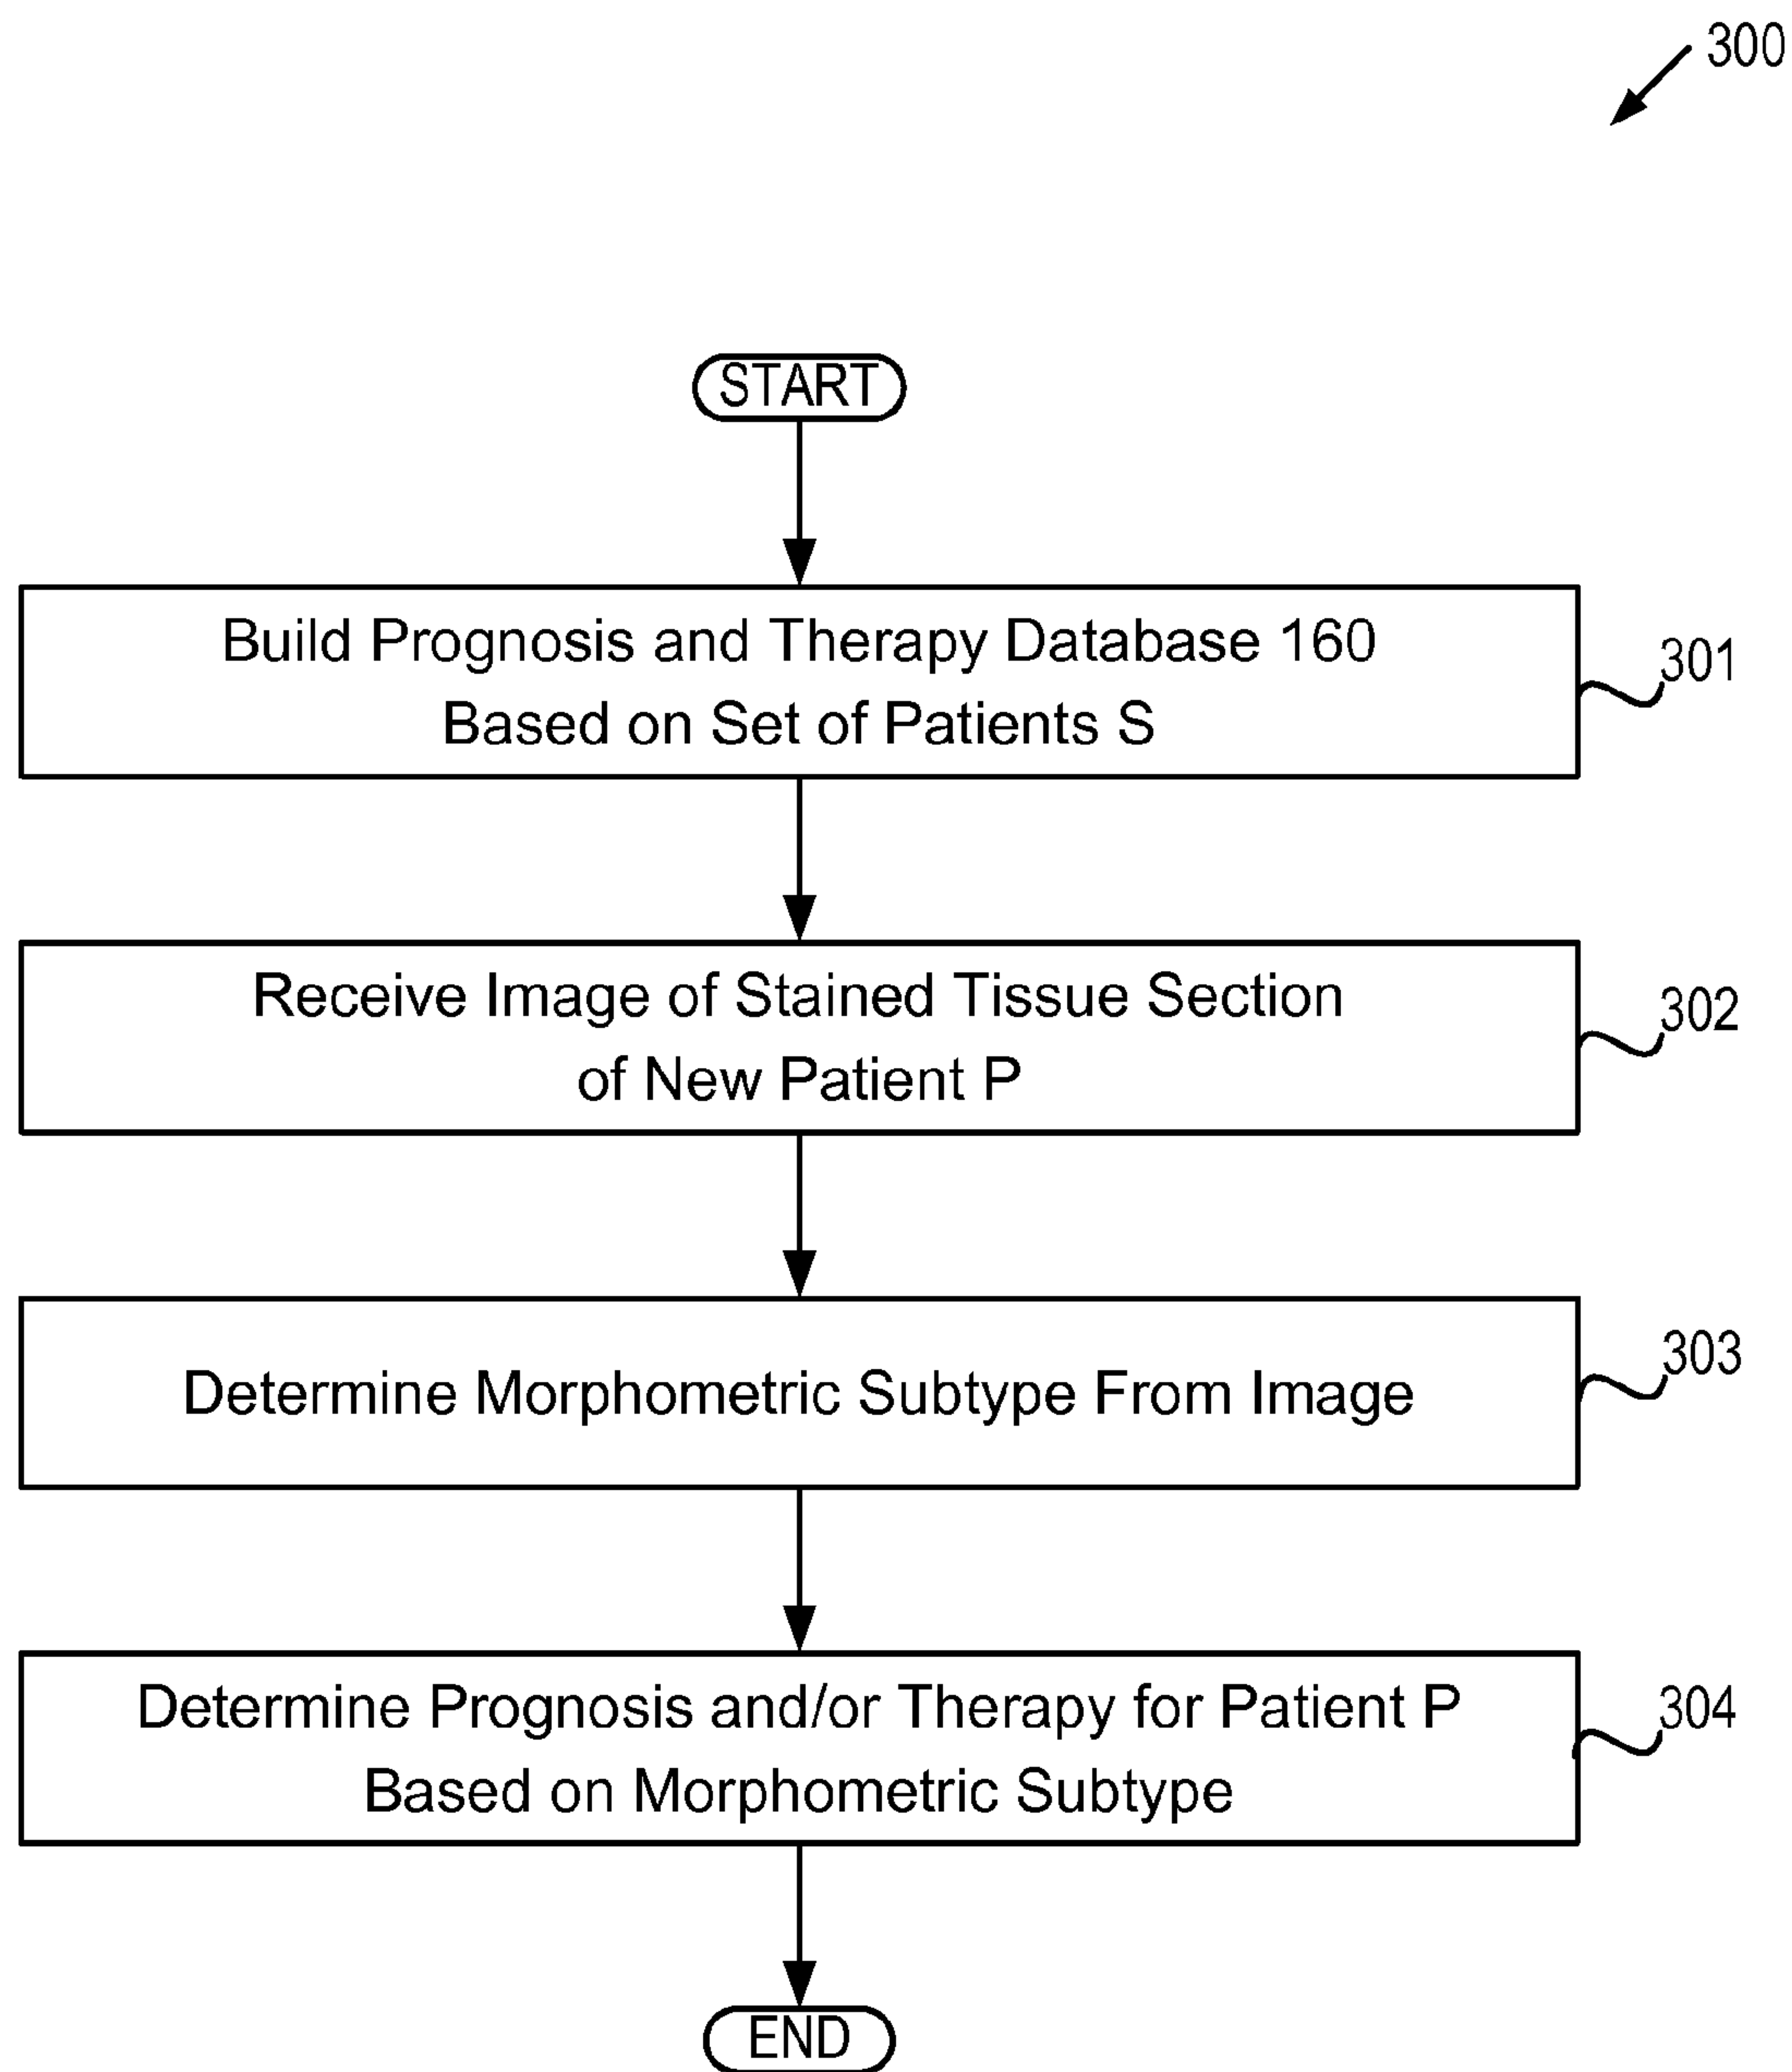 300
START
Build Prognosis and Therapy Database 160
Based on Set of Patients S
301
Receive Image of Stained Tissue Section
of New Patient P
302
Determine Morphometric Subtype From Image
303
Determine Prognosis and/or Therapy for Patient P
Based on Morphometric Subtype
304
END